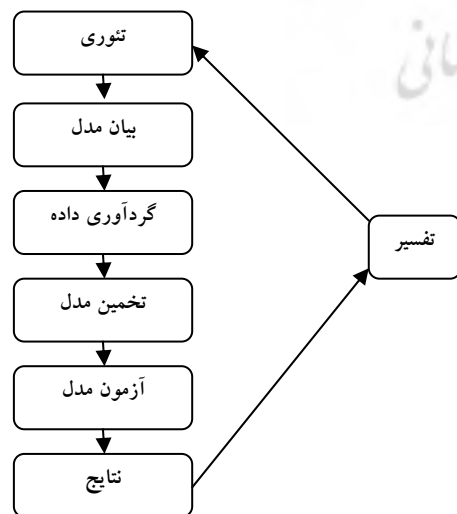 تئوری
بیان مدل
گردآوری داده
تفسیر
تخمین مدل
آزمون مدل
نتایج